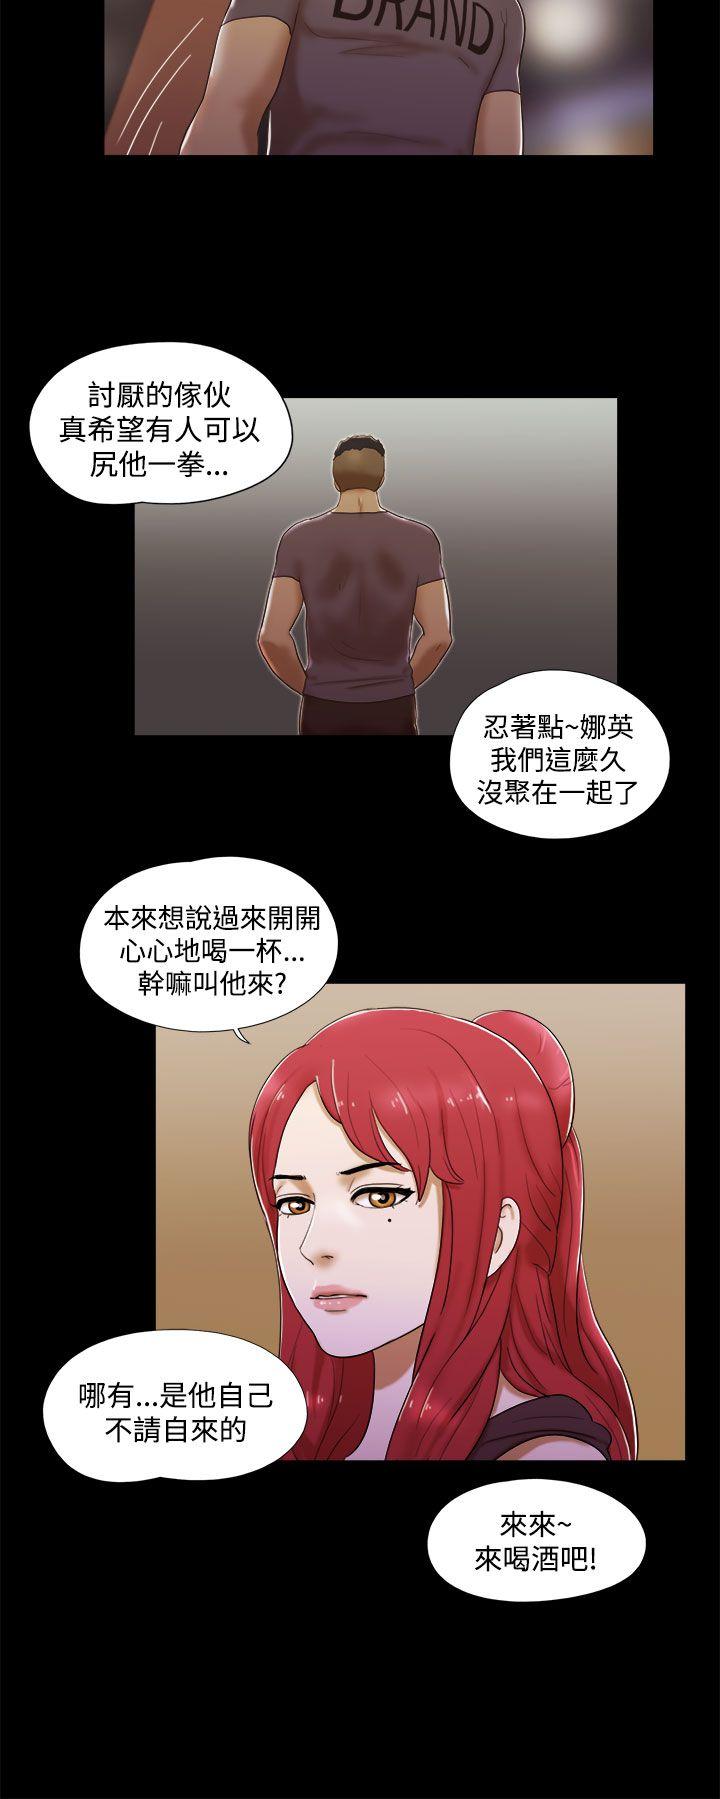 BRAND
討厭的傢伙
真希望有人可以
尻他一拳...
忍著點~娜英
我們這麼久
沒聚在一起了
本來想說過來開開
心心地喝一杯...
幹嘛叫他來?
哪有...是他自己
不請自來的
來來~
來喝酒吧!